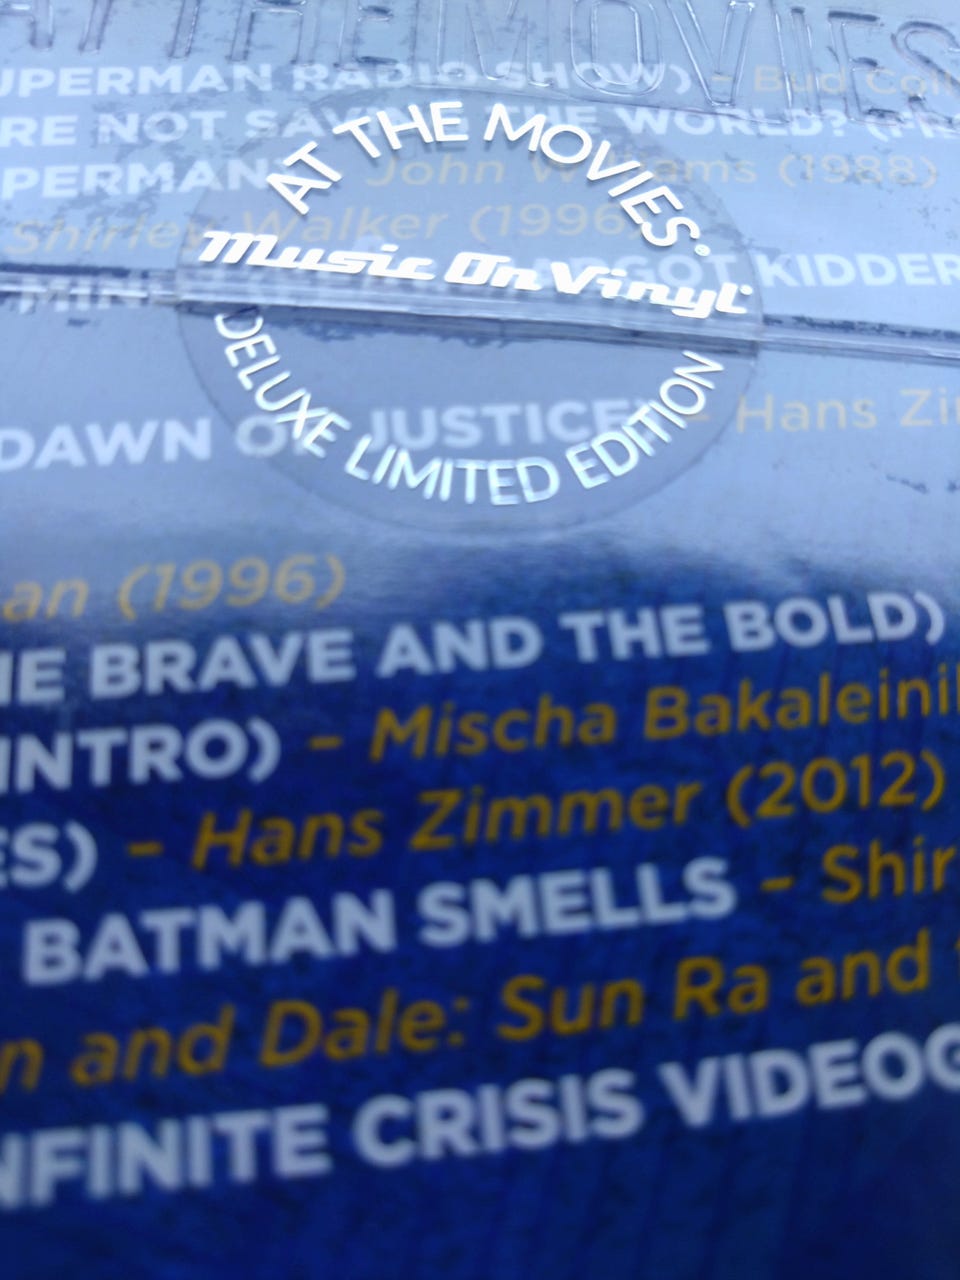 AT THE MOVIES
UPERMAN RADIO SHOW) – Bud Coll
RE NOT SAVING THE WORLD? (FR
PERMAN – John Williams (1988)
Shirley Walker (1996)
ARGOT KIDDER
DAWN OF JUSTICE – Hans Zi
AT THE MOVIES®
Music On Vinyl
DELUXE LIMITED EDITION
an (1996)
HE BRAVE AND THE BOLD)
INTRO) – Mischa Bakaleinik
ES) – Hans Zimmer (2012)
BATMAN SMELLS – Shir
n and Dale: Sun Ra and
NFINITE CRISIS VIDEOG